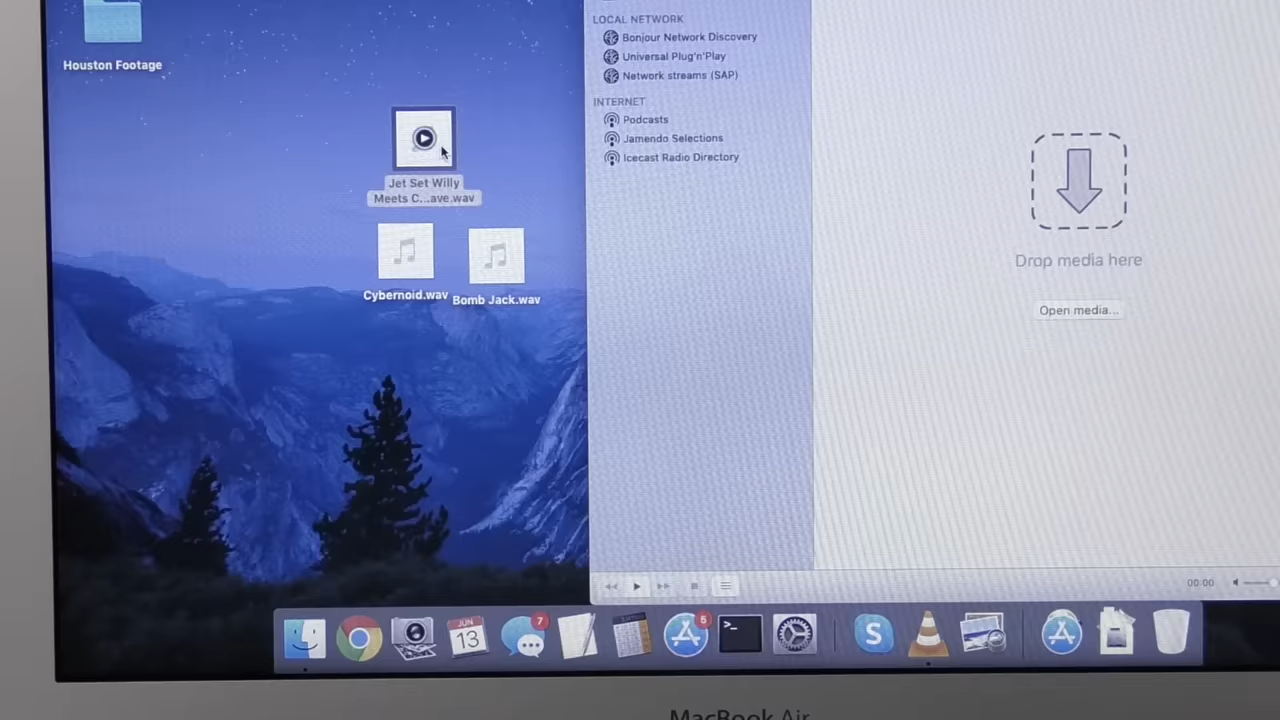 Houston Footage
Jet Set Willy
Meets C...ave.wav
Cybernoid.wav
Bomb Jack.wav
LOCAL NETWORK
Bonjour Network Discovery
Universal Plug'n'Play
Network streams (SAP)
INTERNET
Podcasts
Jamendo Selections
Icecast Radio Directory
Drop media here
Open media...
00:00
JUN
13
7
5
>_
S
MacBook Air